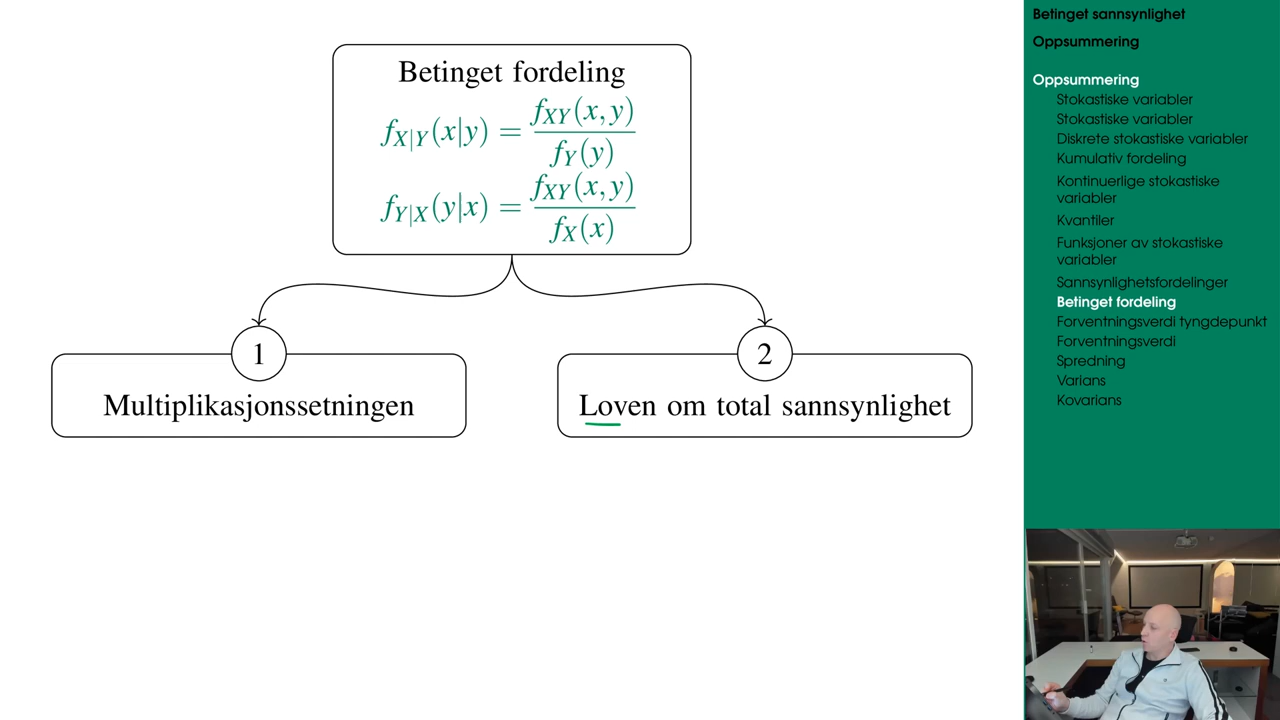 Betinget fordeling
f_{X|Y}(x|y) = \frac{f_{XY}(x, y)}{f_Y(y)}
f_{Y|X}(y|x) = \frac{f_{XY}(x, y)}{f_X(x)}
1
Multiplikasjonssetningen
2
Loven om total sannsynlighet
Betinget sannsynlighet
Oppsummering
Oppsummering
Stokastiske variabler
Stokastiske variabler
Diskrete stokastiske variabler
Kumulativ fordeling
Kontinuerlige stokastiske
variabler
Kvantiler
Funksjoner av stokastiske
variabler
Sannsynlighetsfordelinger
Betinget fordeling
Forventningsverdi tyngdepunkt
Forventningsverdi
Spredning
Varians
Kovarians